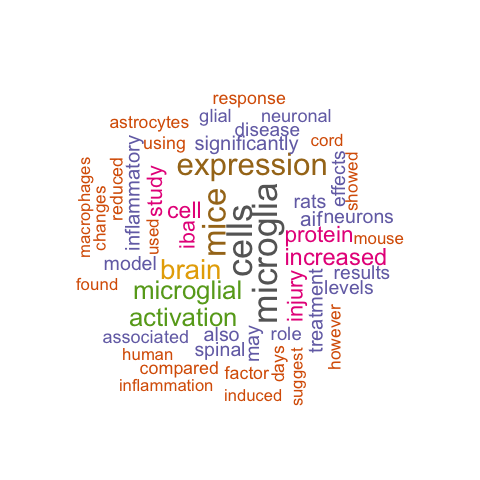 response
glial
neuronal
astrocytes
disease
using
significantly
cord
expression
macrophages
changes
reduced
inflammatory
study
used
cell
iba
mice
cells
microglia
rats
effects
showed
aif
neurons
protein
mouse
increased
brain
model
found
microglial
injury
treatment
results
levels
activation
associated
also
spinal
may
role
however
human
compared
inflammation
factor
days
suggest
induced